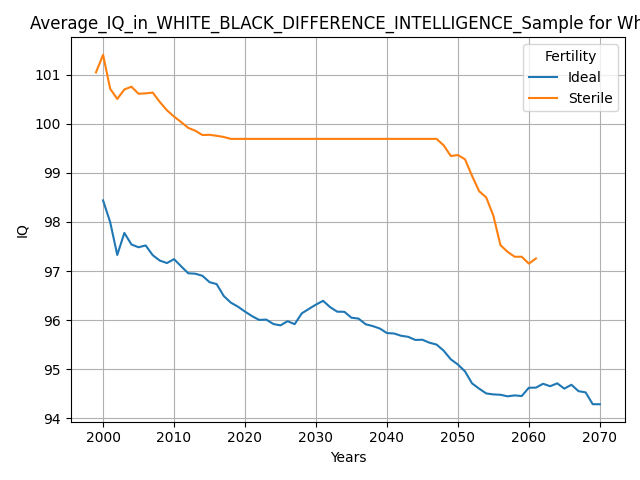 Average_IQ_in_WHITE_BLACK_DIFFERENCE_INTELLIGENCE_Sample for Wh
Fertility
Ideal
Sterile
101
100
99
98
97
96
95
94
IQ
2000 2010 2020 2030 2040 2050 2060 2070
Years